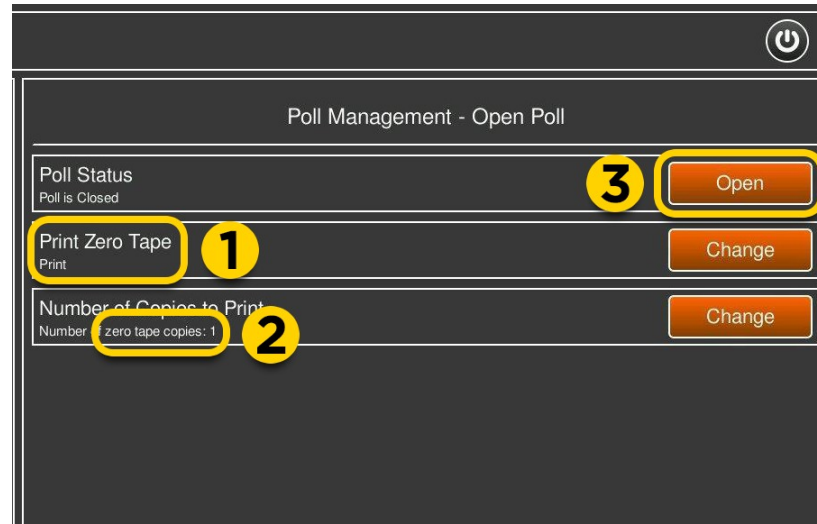 Poll Management - Open Poll
Poll Status
Poll is Closed
3
Open
Print Zero Tape
Print
1
Change
Number of Copies to Print
Number of zero tape copies: 1
2
Change